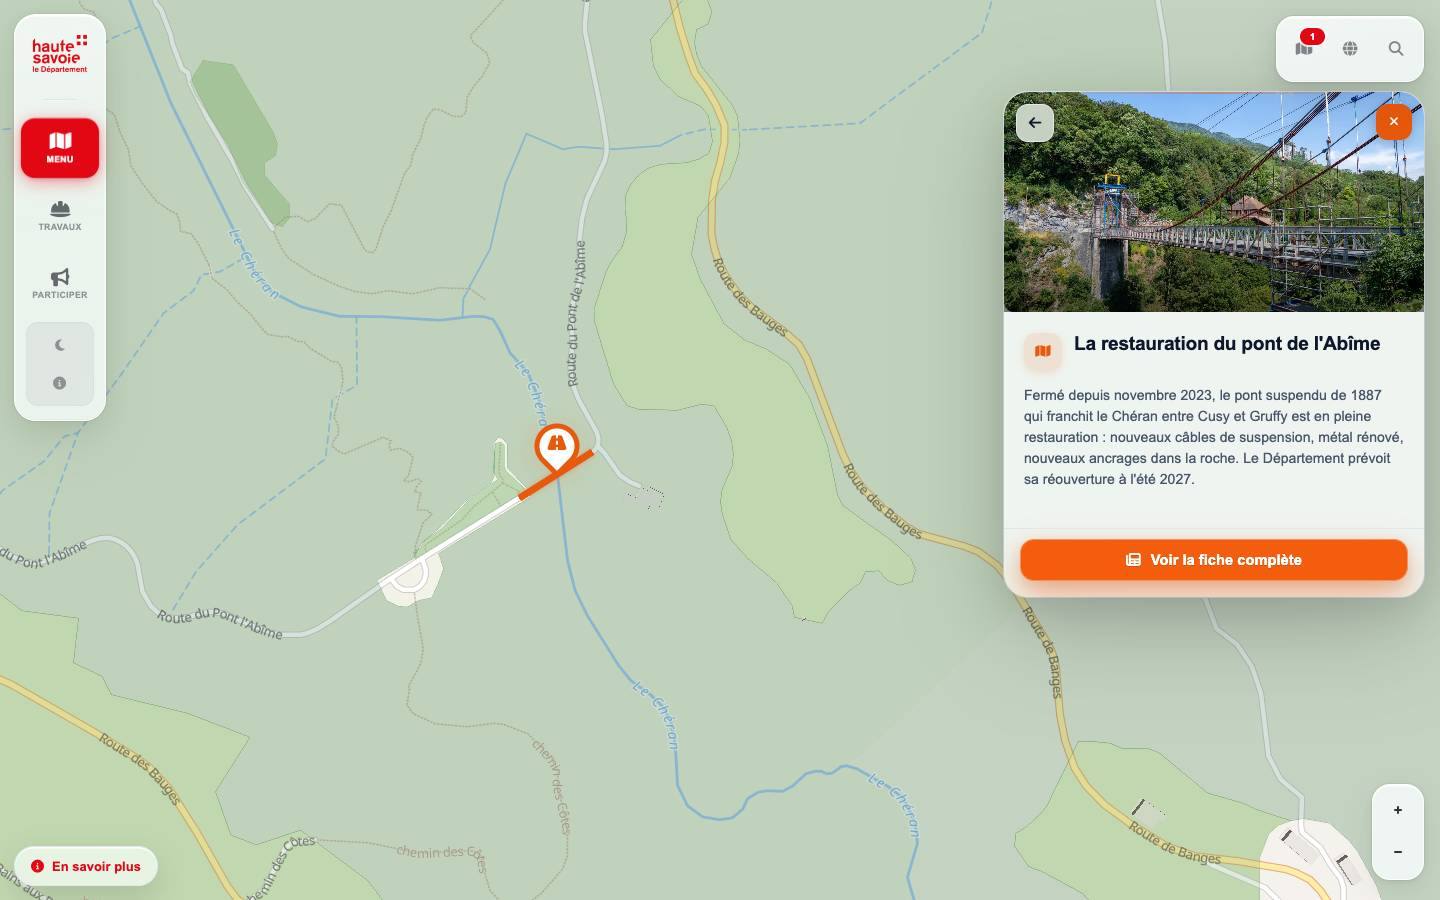 haute
savoie
le Département
MENU
TRAVAUX
PARTICIPER
En savoir plus
1
La restauration du pont de l'Abîme
Fermé depuis novembre 2023, le pont suspendu de 1887
qui franchit le Chéran entre Cusy et Gruffy est en pleine
restauration : nouveaux câbles de suspension, métal rénové,
nouveaux ancrages dans la roche. Le Département prévoit
sa réouverture à l'été 2027.
Voir la fiche complète
+
−
Le Chéran
Route du Pont de l'Abîme
Route des Bauges
Le Chéran
Route des Bauges
du Pont l'Abîme
Route du Pont l'Abîme
Route de Banges
Le Chéran
Route des Bauges
chemin des Côtes
Le Chéran
Route de Banges
chemin des Côtes
chemin des Côtes